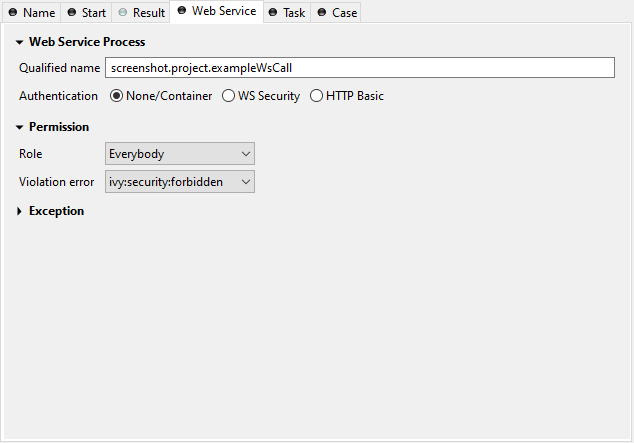 Name Start Result Web Service Task Case
Web Service Process
Qualified name screenshot.project.exampleWsCall
Authentication None/Container WS Security HTTP Basic
Permission
Role Everybody
Violation error ivy:security:forbidden
Exception